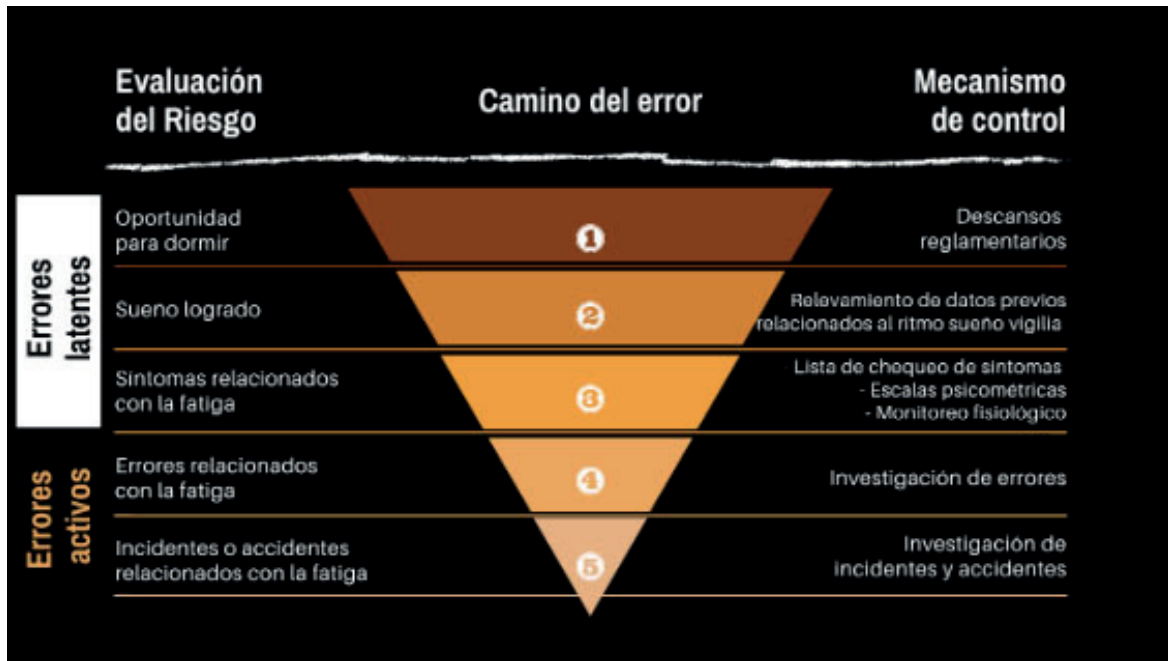 Evaluación
del Riesgo
Camino del error
Mecanismo
de control
Errores
latentes
Oportunidad
para dormir
1
Descansos
reglamentarios
Sueno logrado
2
Relevamiento de datos previos
relacionados al ritmo sueño vigilia
Síntomas relacionados
con la fatiga
3
Lista de chequeo de síntomas
- Escalas psicométricas
- Monitoreo fisiológico
Errores
activos
Errores relacionados
con la fatiga
4
Investigación de errores
Incidentes o accidentes
relacionados con la fatiga
5
Investigación de
incidentes y accidentes